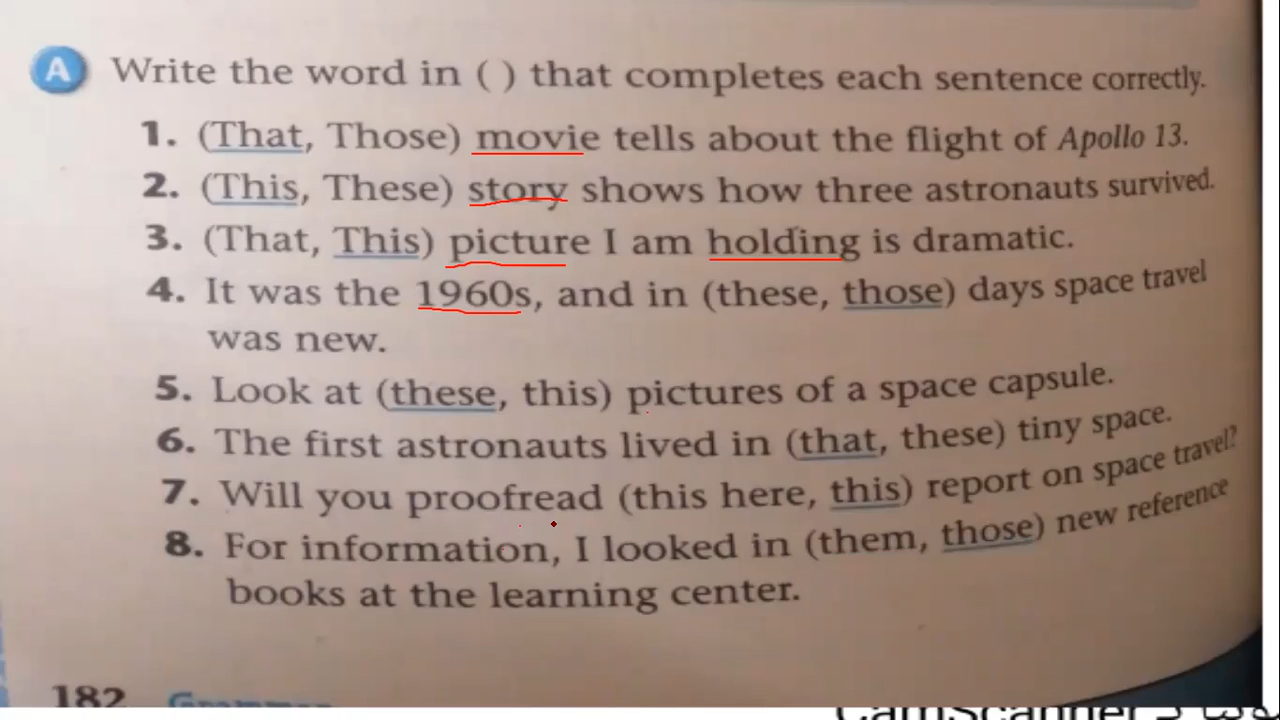 A Write the word in ( ) that completes each sentence correctly.
1. (That, Those) movie tells about the flight of Apollo 13.
2. (This, These) story shows how three astronauts survived.
3. (That, This) picture I am holding is dramatic.
4. It was the 1960s, and in (these, those) days space travel
was new.
5. Look at (these, this) pictures of a space capsule.
6. The first astronauts lived in (that, these) tiny space.
7. Will you proofread (this here, this) report on space travel?
8. For information, I looked in (them, those) new reference
books at the learning center.
182 Grammar
CamScanner